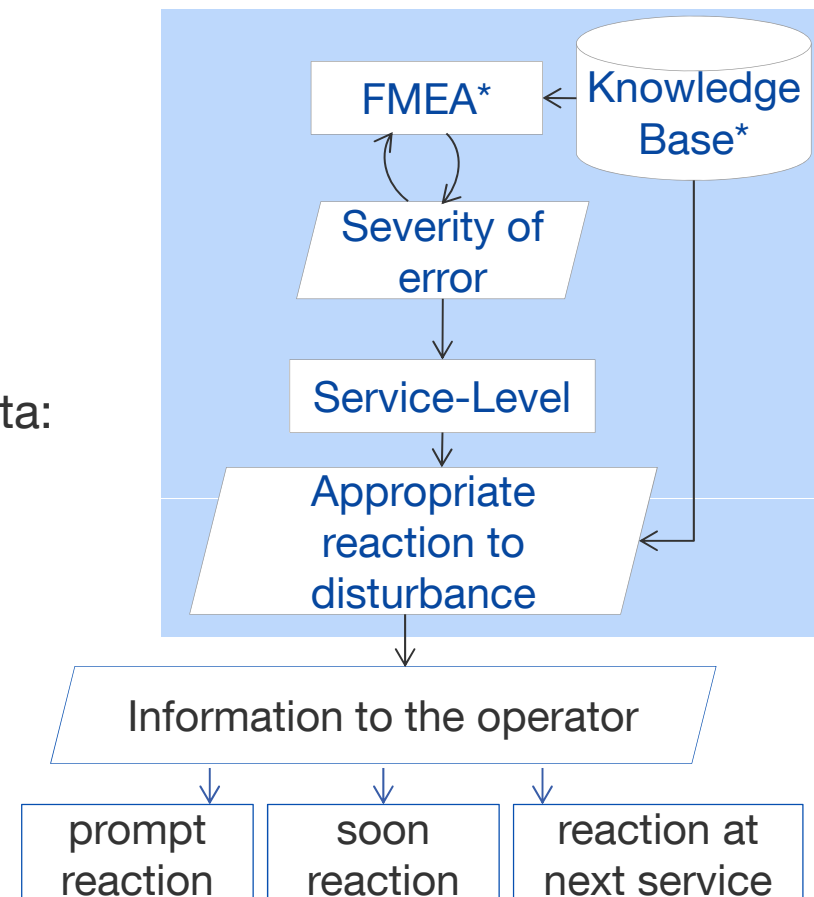 FMEA*
Knowledge
Base*
Severity of
error
Service-Level
ta:
Appropriate
reaction to
disturbance
Information to the operator
prompt
reaction
soon
reaction
reaction at
next service